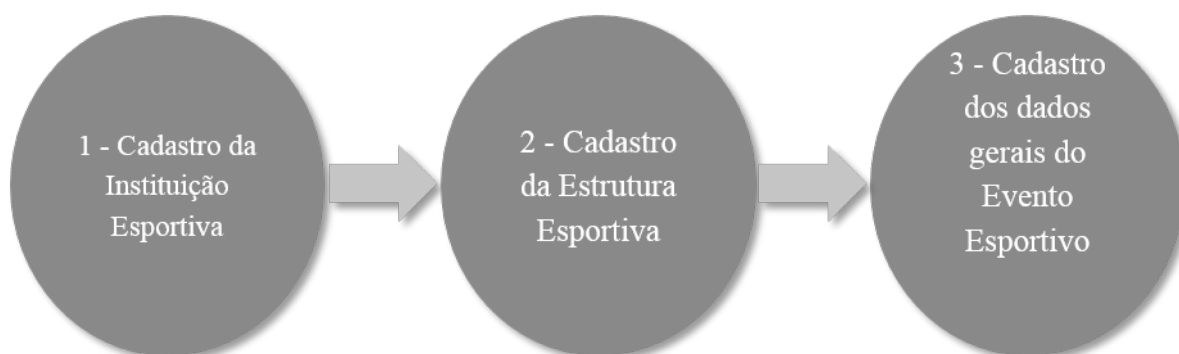 1 - Cadastro da
Instituição
Esportiva
2 - Cadastro
da Estrutura
Esportiva
3 - Cadastro
dos dados
gerais do
Evento
Esportivo